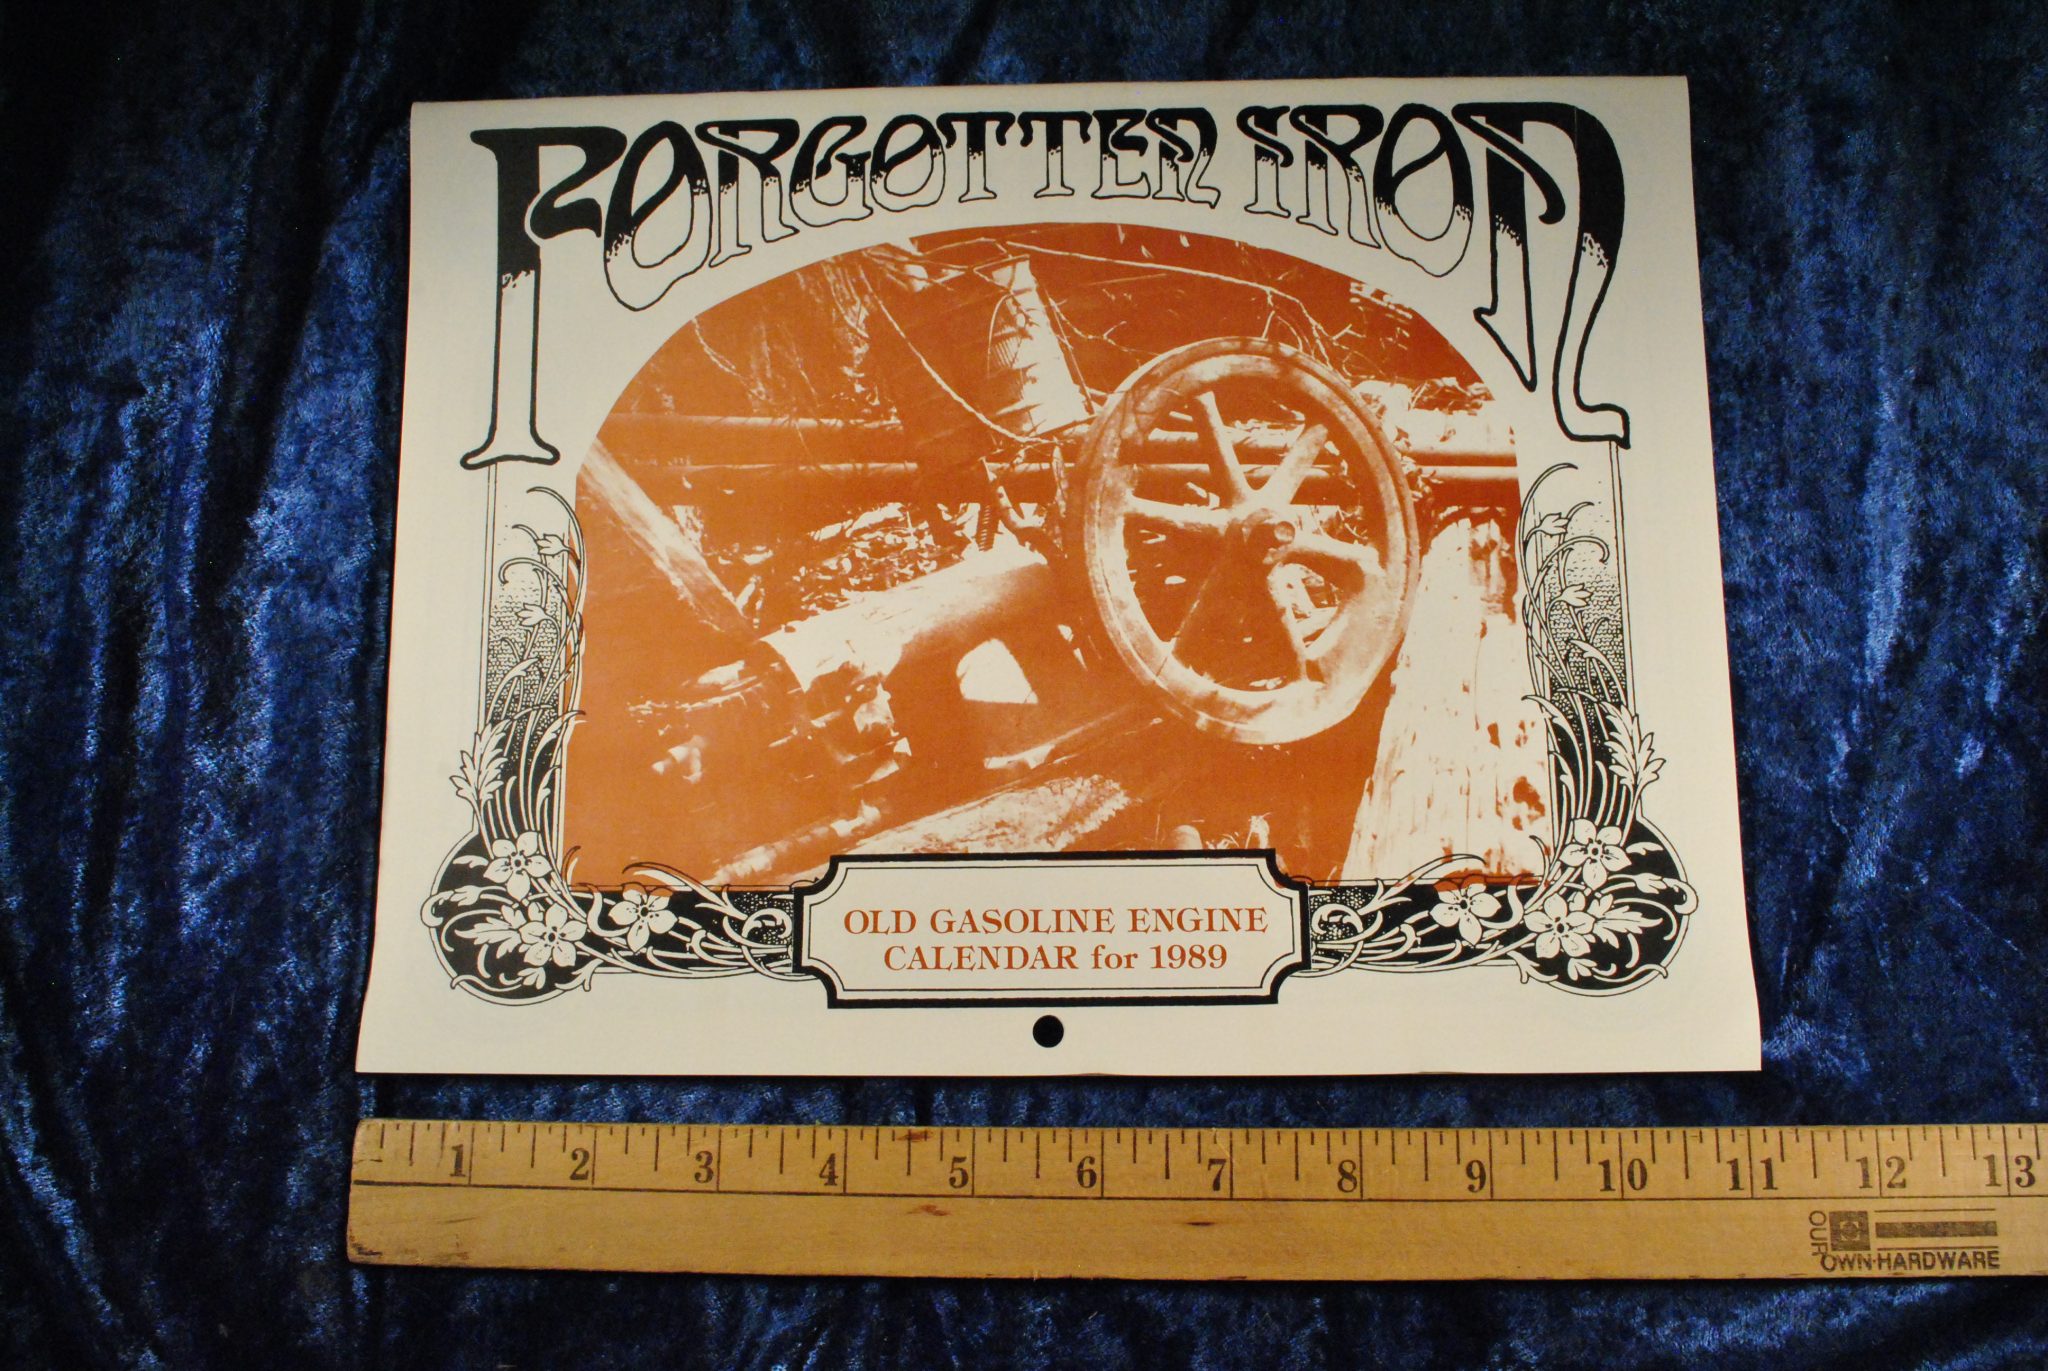 FORGOTTEN IRON
OLD GASOLINE ENGINE
CALENDAR for 1989
1 2 3 4 5 6 7 8 9 10 11 12 13
OUR
OWN-HARDWARE